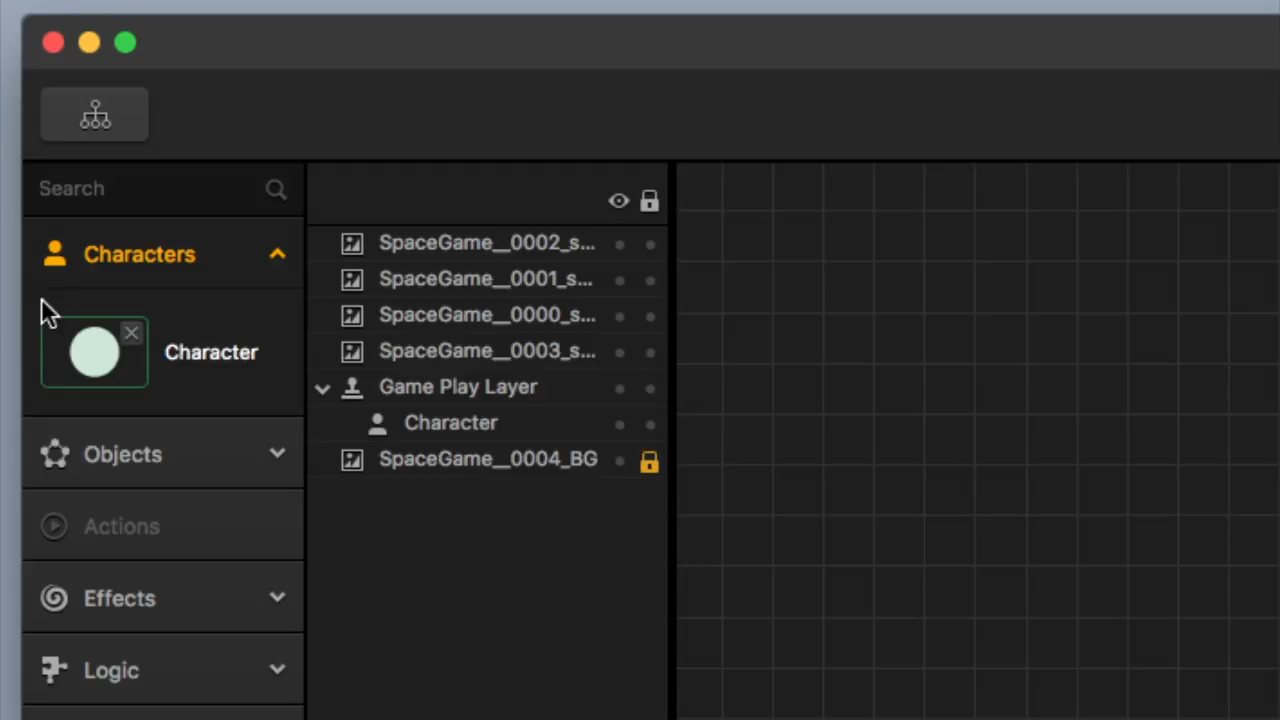 Search
Characters
Character
Objects
Actions
Effects
Logic
SpaceGame__0002_s...
SpaceGame__0001_s...
SpaceGame__0000_s...
SpaceGame__0003_s...
Game Play Layer
Character
SpaceGame__0004_BG